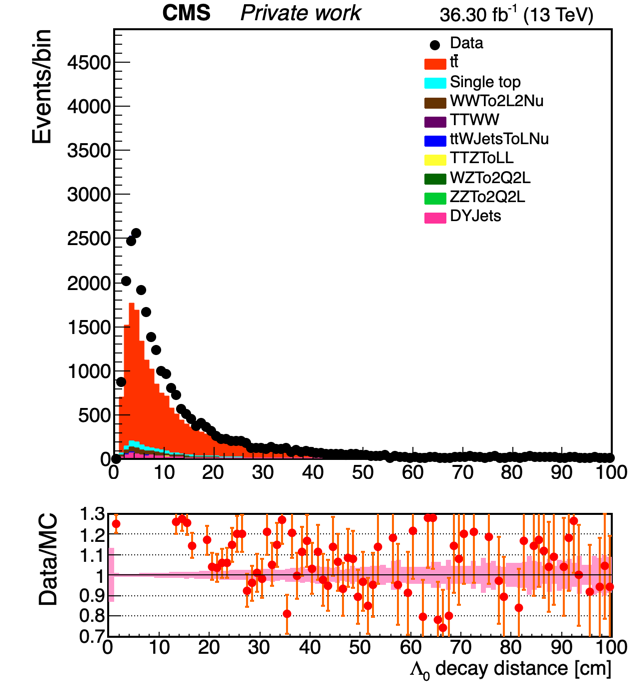 CMS Private work 36.30 fb⁻¹ (13 TeV)
Events/bin
4500
4000
3500
3000
2500
2000
1500
1000
500
0
Data
tt̄
Single top
WWTo2L2Nu
TTWW
ttWJetsToLNu
TTZToLL
WZTo2Q2L
ZZTo2Q2L
DYJets
0 10 20 30 40 50 60 70 80 90 100
Data/MC
1.3
1.2
1.1
1
0.9
0.8
0.7
0 10 20 30 40 50 60 70 80 90 100
Λ₀ decay distance [cm]